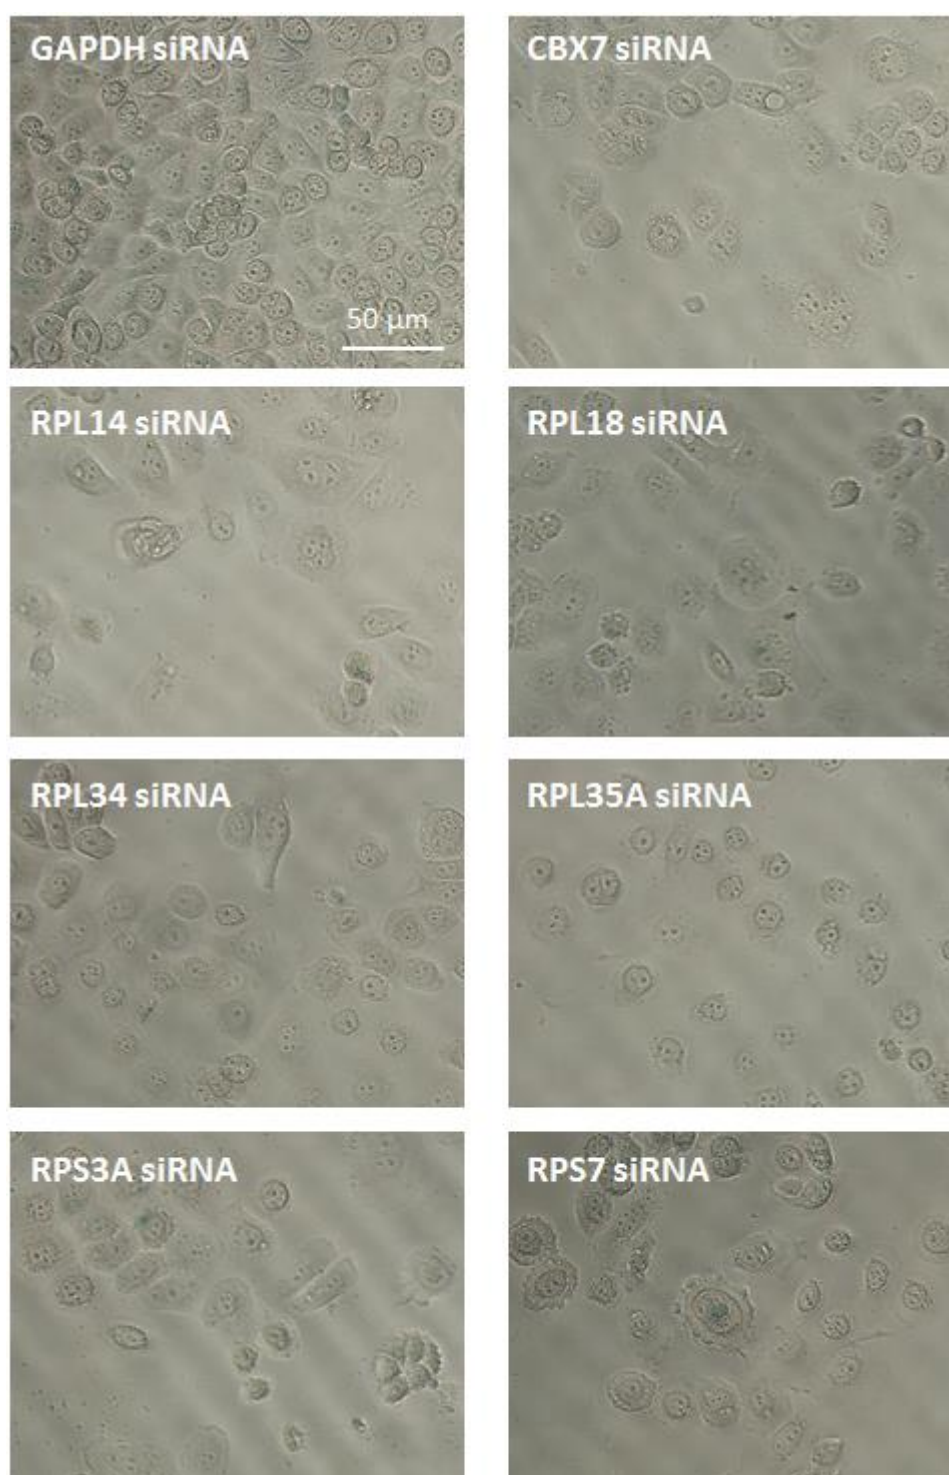 GAPDH siRNA
CBX7 siRNA
50 µm
RPL14 siRNA
RPL18 siRNA
RPL34 siRNA
RPL35A siRNA
RPS3A siRNA
RPS7 siRNA